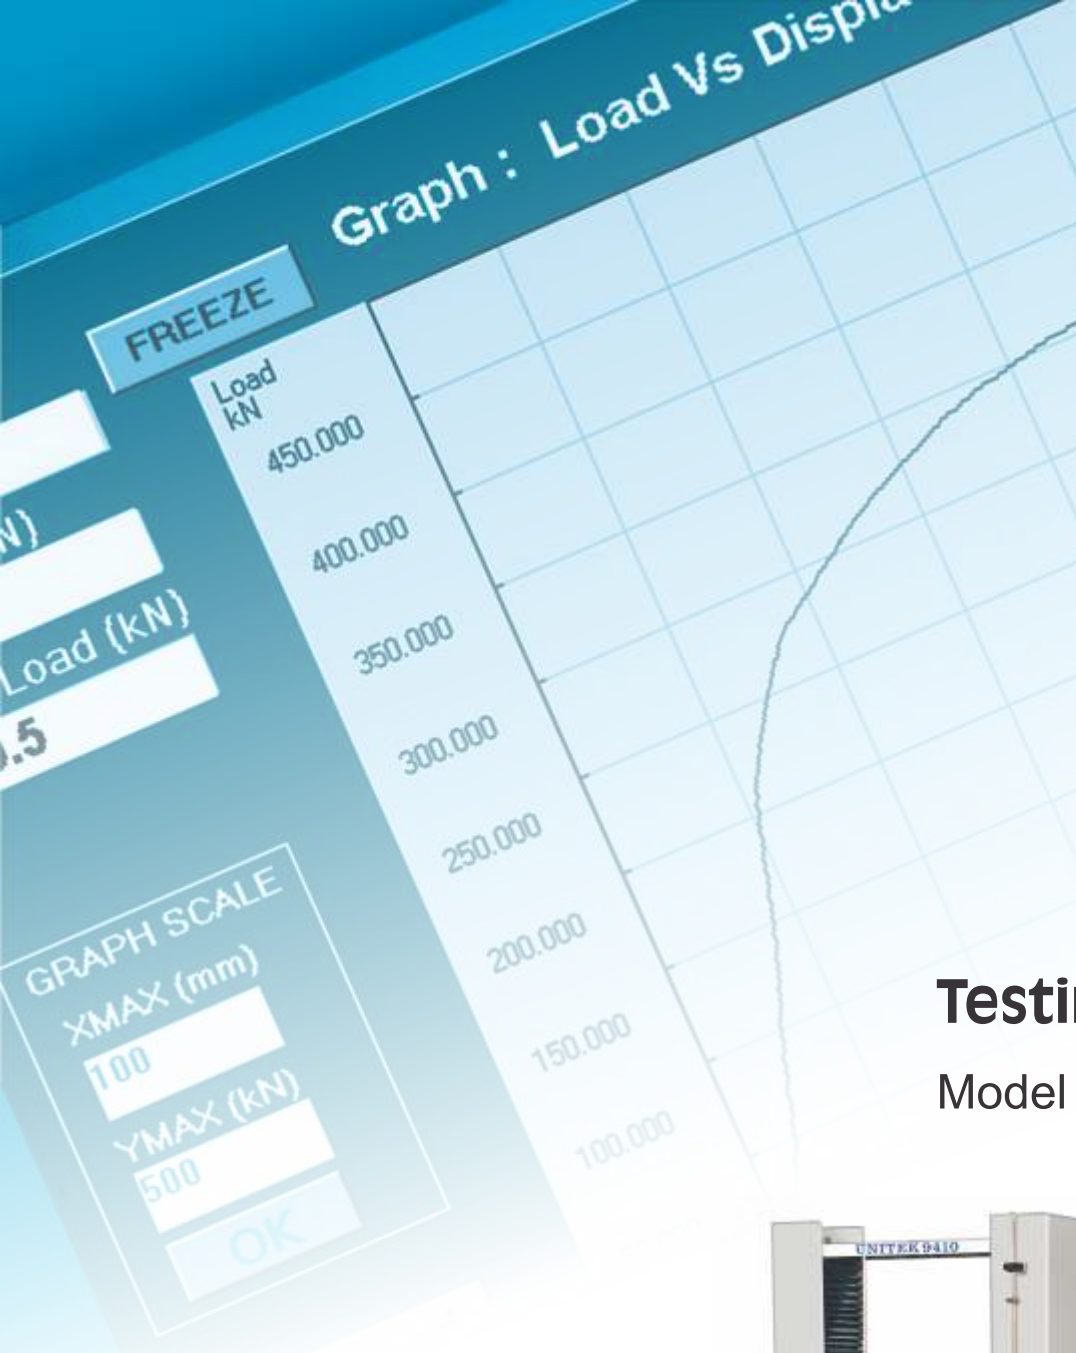 Graph : Load Vs
FREEZE
Load
kN
450.000
400.000
350.000
300.000
250.000
200.000
150.000
100.000
Load (kN)
.5
GRAPH SCALE
XMAX (mm)
100
YMAX (kN)
500
OK
Model
UNITEK 9410